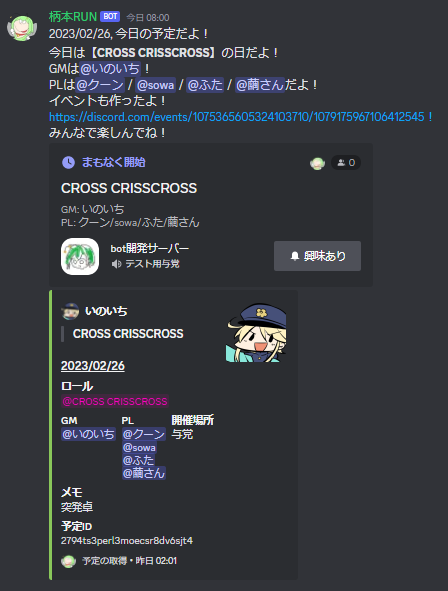 柄本RUN BOT 今日 08:00
2023/02/26, 今日の予定だよ！
今日は【CROSS CRISSCROSS】の日だよ！
GMは@いのいち！
PLは@クーン / @sowa / @ふた / @繭さんだよ！
イベントも作ったよ！
https://discord.com/events/1075365605324103710/1079175967106412545！
みんなで楽しんでね！
まもなく開始
0
CROSS CRISSCROSS
GM: いのいち
PL: クーン/sowa/ふた/繭さん
bot開発サーバー
テスト用与党
興味あり
いのいち
CROSS CRISSCROSS
2023/02/26
ロール
@CROSS CRISSCROSS
GM PL 開催場所
@いのいち @クーン 与党
@sowa
@ふた
@繭さん
メモ
突発卓
予定ID
2794ts3perl3moecsr8dv6sjt4
予定の取得・昨日 02:01